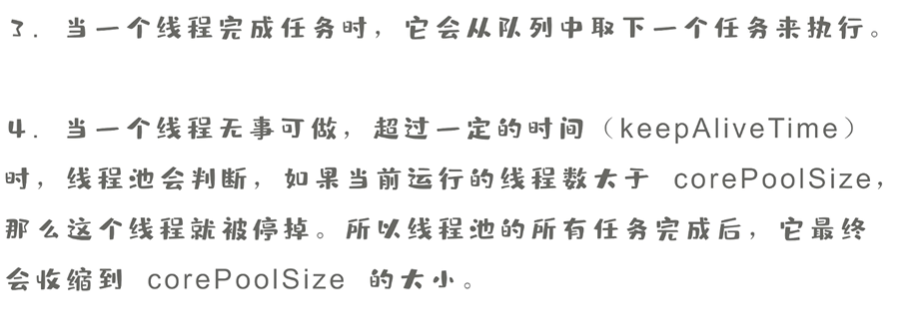 3. 当一个线程完成任务时，它会从队列中取下一个任务来执行。
4. 当一个线程无事可做，超过一定的时间（keepAliveTime）
时，线程池会判断，如果当前运行的线程数大于 corePoolSize，
那么这个线程就被停掉。所以线程池的所有任务完成后，它最终
会收缩到 corePoolSize 的大小。